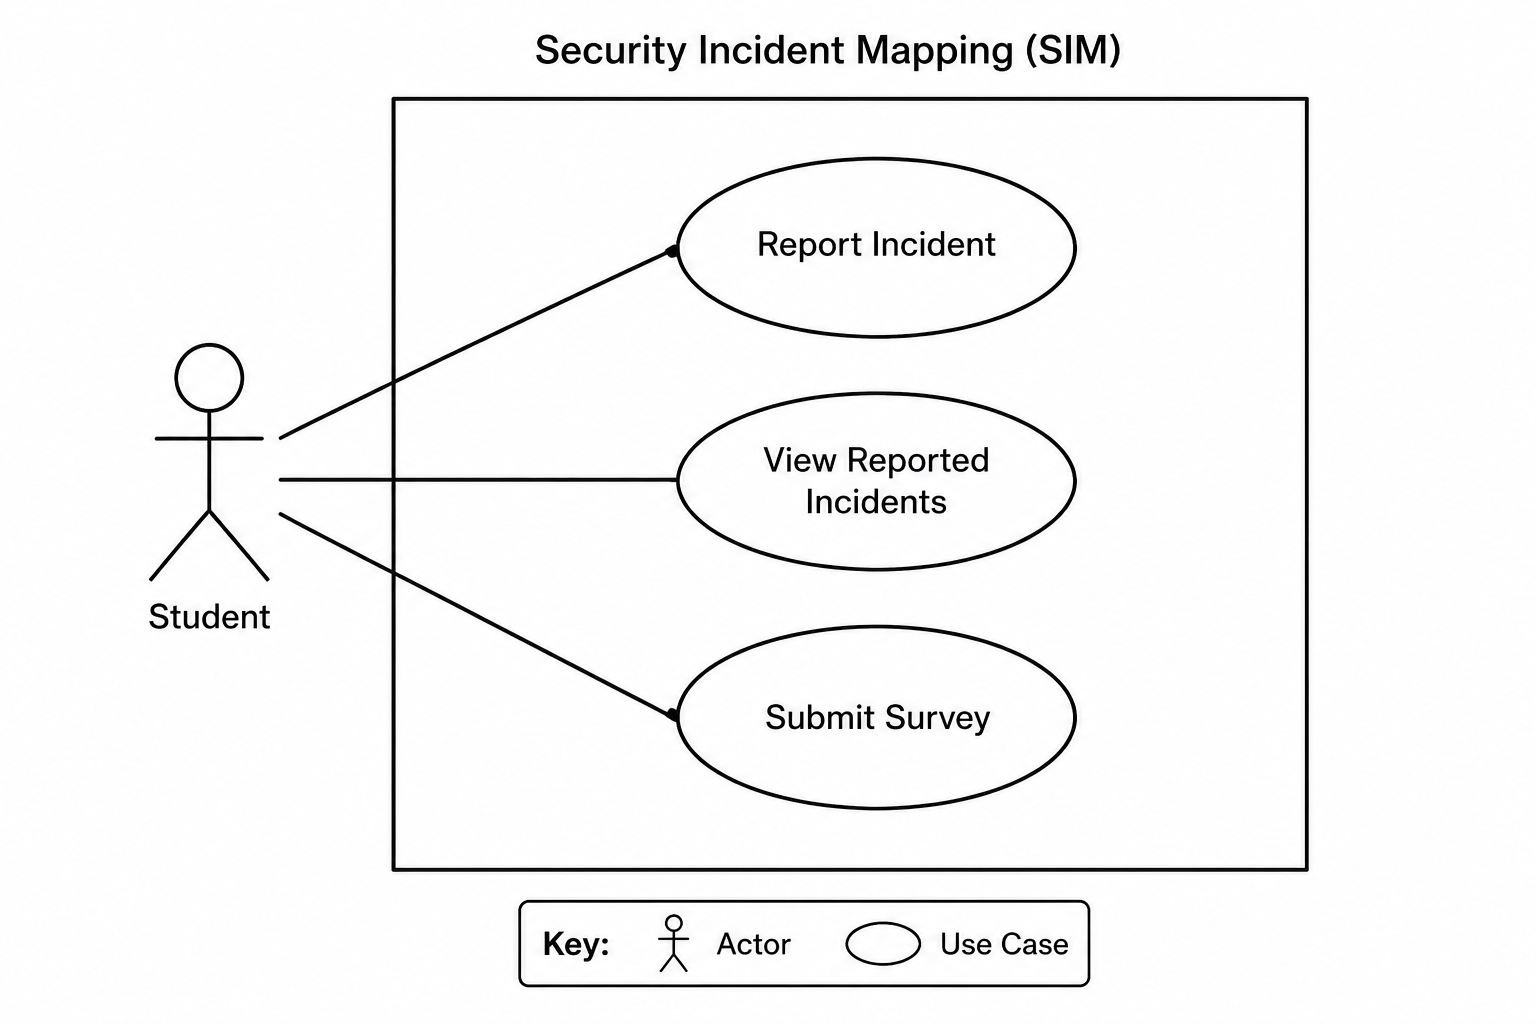 Security Incident Mapping (SIM)
Report Incident
View Reported
Incidents
Student
Submit Survey
Key: Actor Use Case